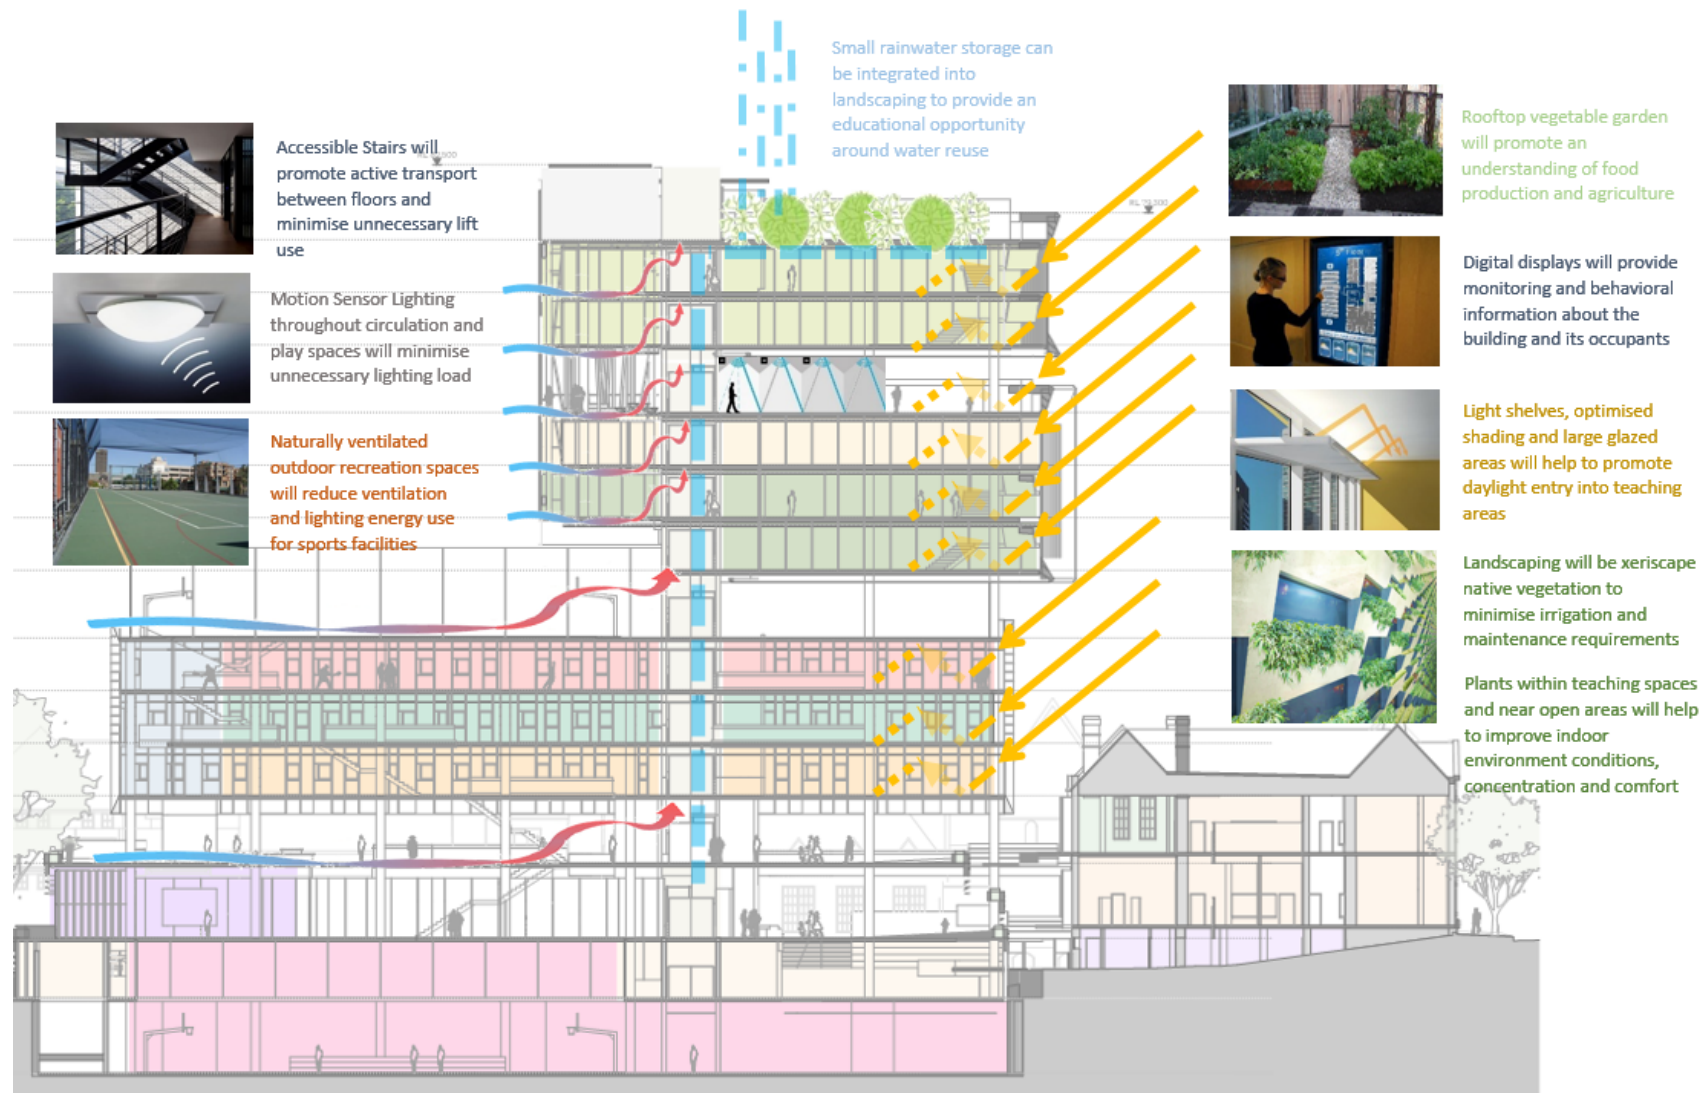 Small rainwater storage can
be integrated into
landscaping to provide an
educational opportunity
around water reuse
Accessible Stairs will
promote active transport
between floors and
minimise unnecessary lift
use
Motion Sensor Lighting
throughout circulation and
play spaces will minimise
unnecessary lighting load
Naturally ventilated
outdoor recreation spaces
will reduce ventilation
and lighting energy use
for sports facilities
Rooftop vegetable garden
will promote an
understanding of food
production and agriculture
Digital displays will provide
monitoring and behavioral
information about the
building and its occupants
Light shelves, optimised
shading and large glazed
areas will help to promote
daylight entry into teaching
areas
Landscaping will be xeriscape
native vegetation to
minimise irrigation and
maintenance requirements
Plants within teaching spaces
and near open areas will help
to improve indoor
environment conditions,
concentration and comfort